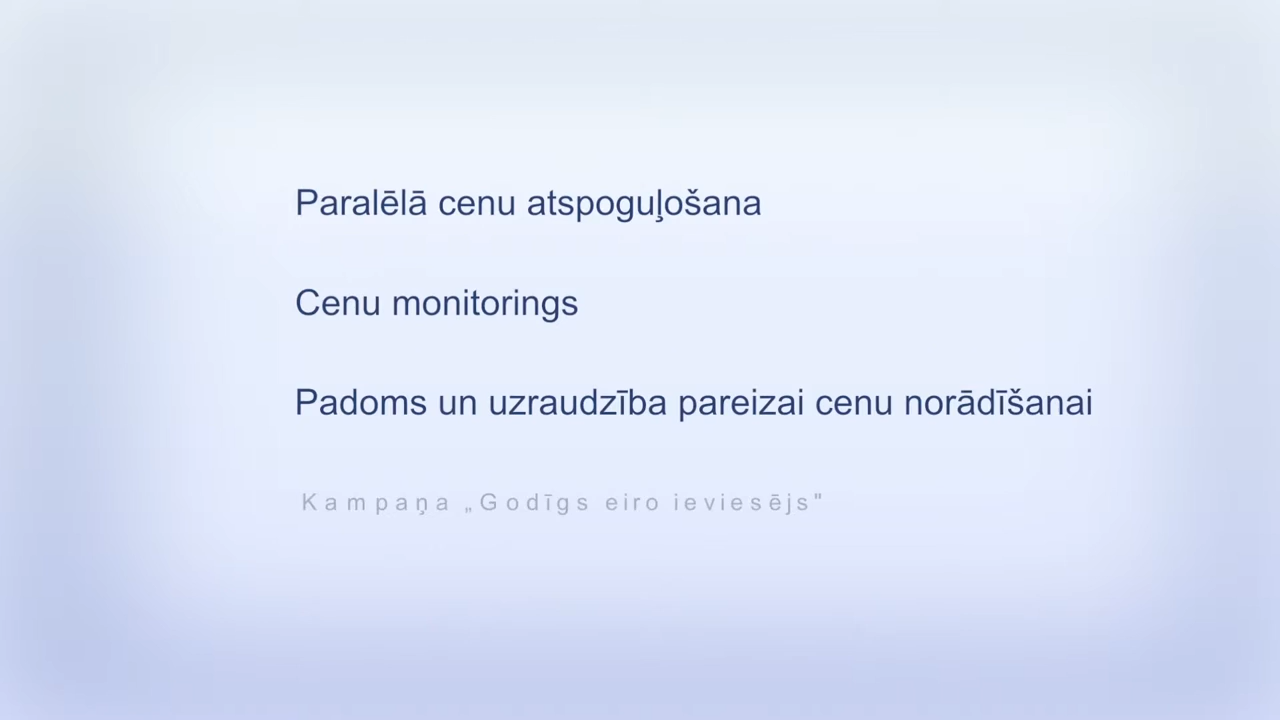 Paralēlā cenu atspoguļošana
Cenu monitorings
Padoms un uzraudzība pareizai cenu norādīšanai
Kampaņa „Godīgs eiro ieviesējs"